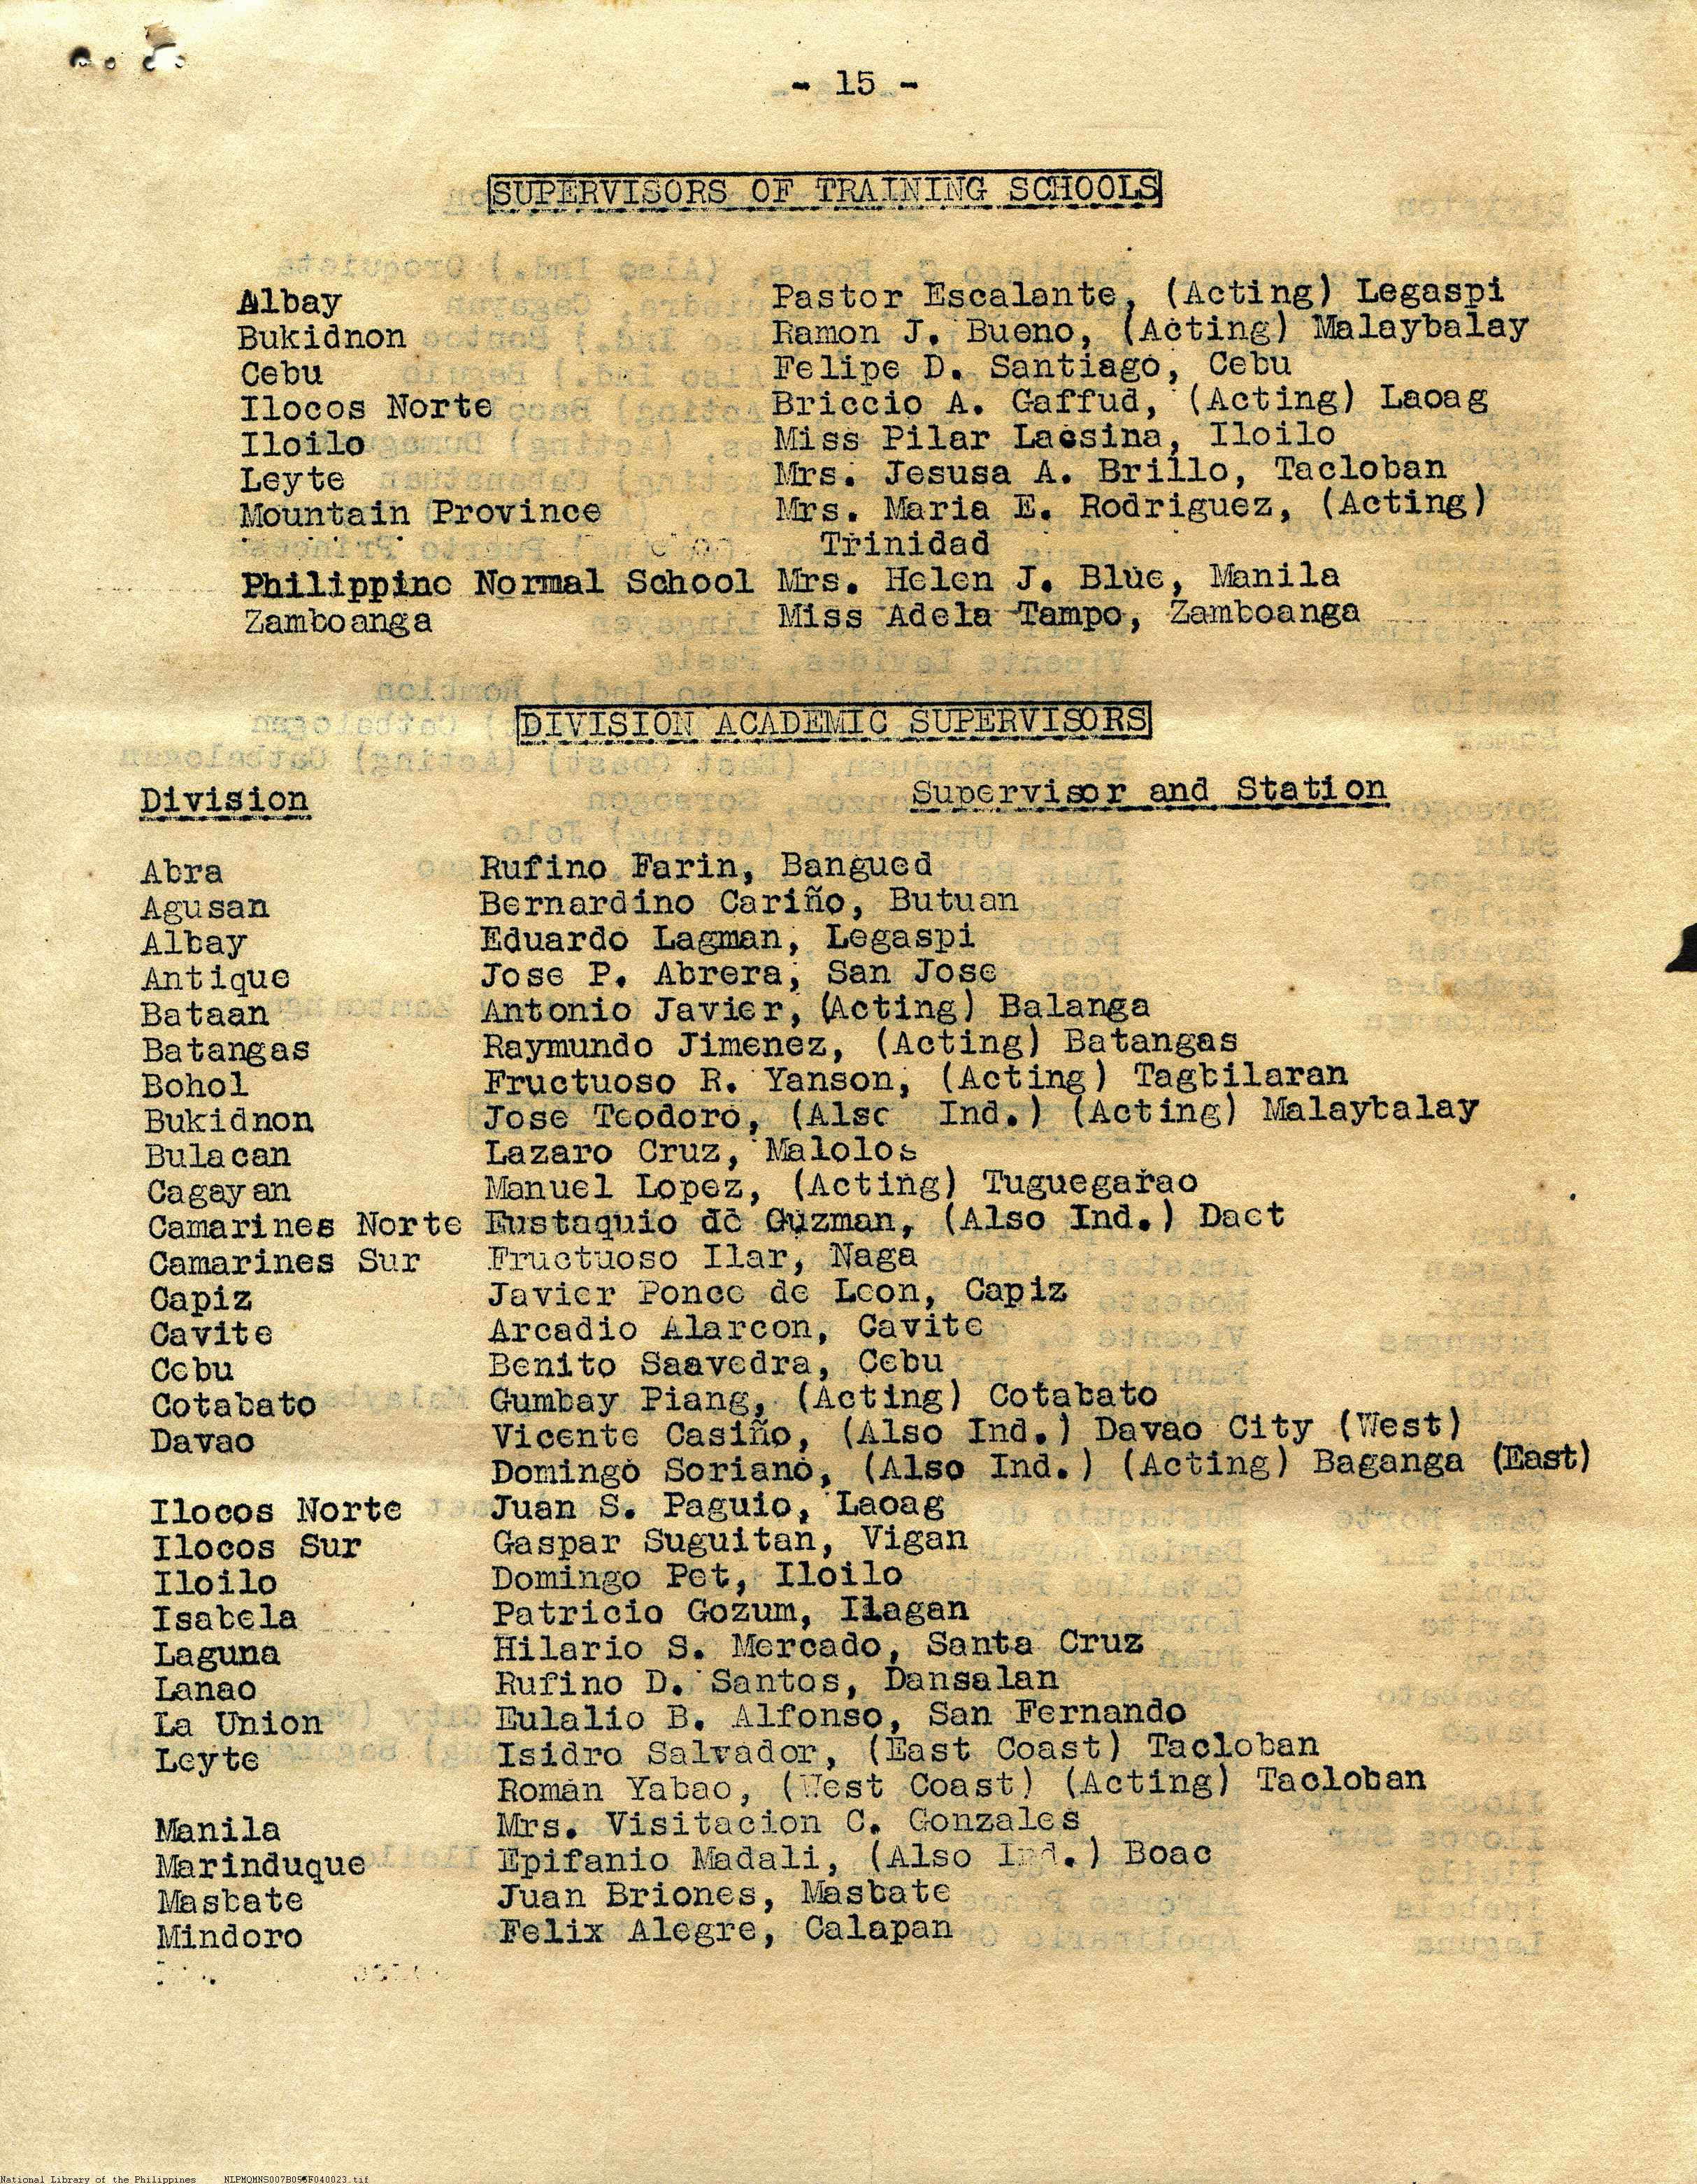 - 15 -
SUPERVISORS OF TRAINING SCHOOLS
Albay Pastor Escalante, (Acting) Legaspi
Bukidnon Ramon J. Bueno, (Acting) Malaybalay
Cebu Felipe D. Santiago, Cebu
Ilocos Norte Briccio A. Gaffud, (Acting) Laoag
Iloilo Miss Pilar Lacsina, Iloilo
Leyte Mrs. Jesusa A. Brillo, Tacloban
Mountain Province Mrs. Maria E. Rodriguez, (Acting)
Trinidad
Philippine Normal School Mrs. Helen J. Blue, Manila
Zamboanga Miss Adela Tampo, Zamboanga
DIVISION ACADEMIC SUPERVISORS
Division Supervisor and Station
Abra Rufino Farin, Bangued
Agusan Bernardino Cariño, Butuan
Albay Eduardo Lagman, Legaspi
Antique Jose P. Abrera, San Jose
Bataan Antonio Javier, (Acting) Balanga
Batangas Raymundo Jimenez, (Acting) Batangas
Bohol Fructuoso R. Yanson, (Acting) Tagbilaran
Bukidnon Jose Teodoro, (Also Ind.) (Acting) Malaybalay
Bulacan Lazaro Cruz, Malolos
Cagayan Manuel Lopez, (Acting) Tuguegarao
Camarines Norte Eustaquio de Guzman, (Also Ind.) Daet
Camarines Sur Fructuoso Ilar, Naga
Capiz Javier Ponce de Leon, Capiz
Cavite Arcadio Alarcon, Cavite
Cebu Benito Saavedra, Cebu
Cotabato Gumbay Piang, (Acting) Cotabato
Davao Vicente Casiño, (Also Ind.) Davao City (West)
Domingo Soriano, (Also Ind.) (Acting) Baganga (East)
Ilocos Norte Juan S. Paguio, Laoag
Ilocos Sur Gaspar Suguitan, Vigan
Iloilo Domingo Pet, Iloilo
Isabela Patricio Gozum, Ilagan
Laguna Hilario S. Mercado, Santa Cruz
Lanao Rufino D. Santos, Dansalan
La Union Eulalio B. Alfonso, San Fernando
Leyte Isidro Salvador, (East Coast) Tacloban
Roman Yabao, (West Coast) (Acting) Tacloban
Manila Mrs. Visitacion C. Gonzales
Marinduque Epifanio Madali, (Also Ind.) Boac
Masbate Juan Briones, Masbate
Mindoro Felix Alegre, Calapan
National Library of the Philippines NLPMQMNS007B056F040023.tif